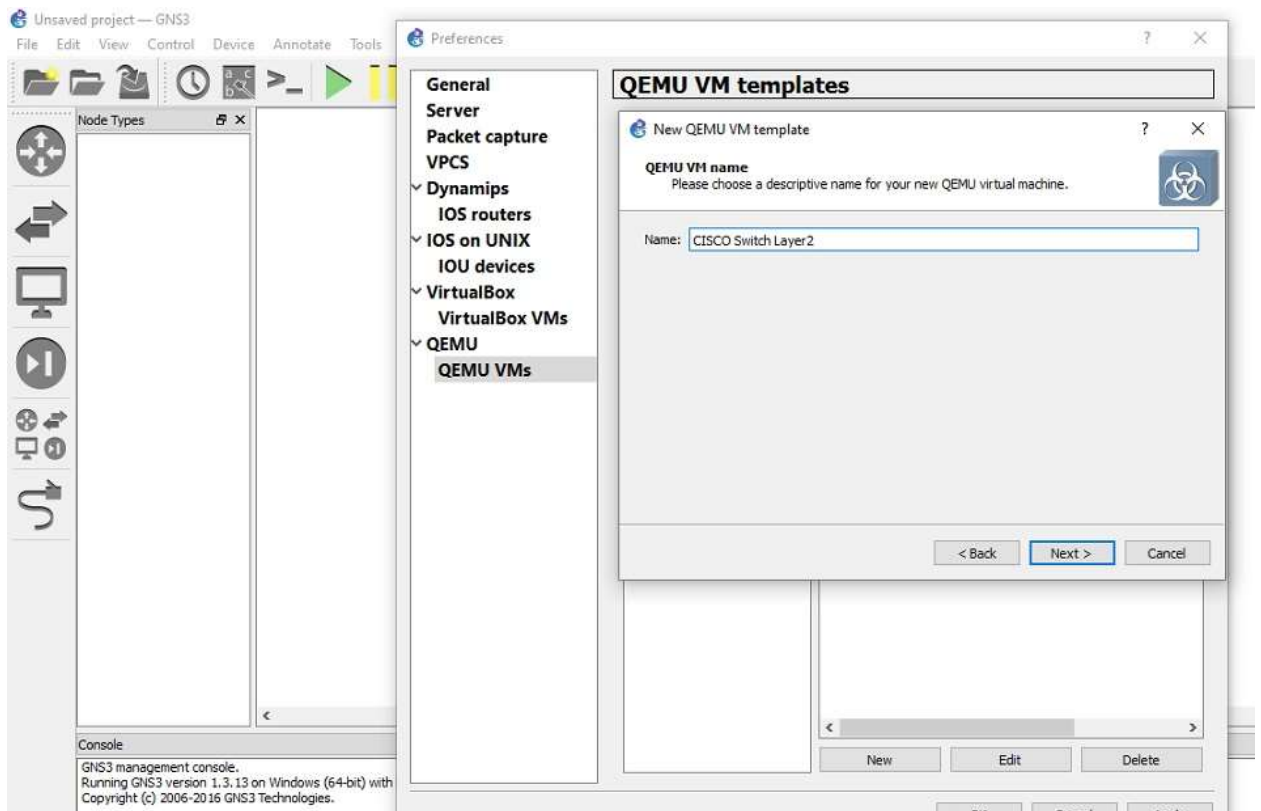 Unsaved project — GNS3
File Edit View Control Device Annotate Tools
Node Types
Console
GNS3 management console.
Running GNS3 version 1.3.13 on Windows (64-bit) with
Copyright (c) 2006-2016 GNS3 Technologies.
Preferences
General
Server
Packet capture
VPCS
Dynamips
IOS routers
IOS on UNIX
IOU devices
VirtualBox
VirtualBox VMs
QEMU
QEMU VMs
QEMU VM templates
New QEMU VM template
QEMU VM name
Please choose a descriptive name for your new QEMU virtual machine.
Name: CISCO Switch Layer2
< Back Next > Cancel
New Edit Delete